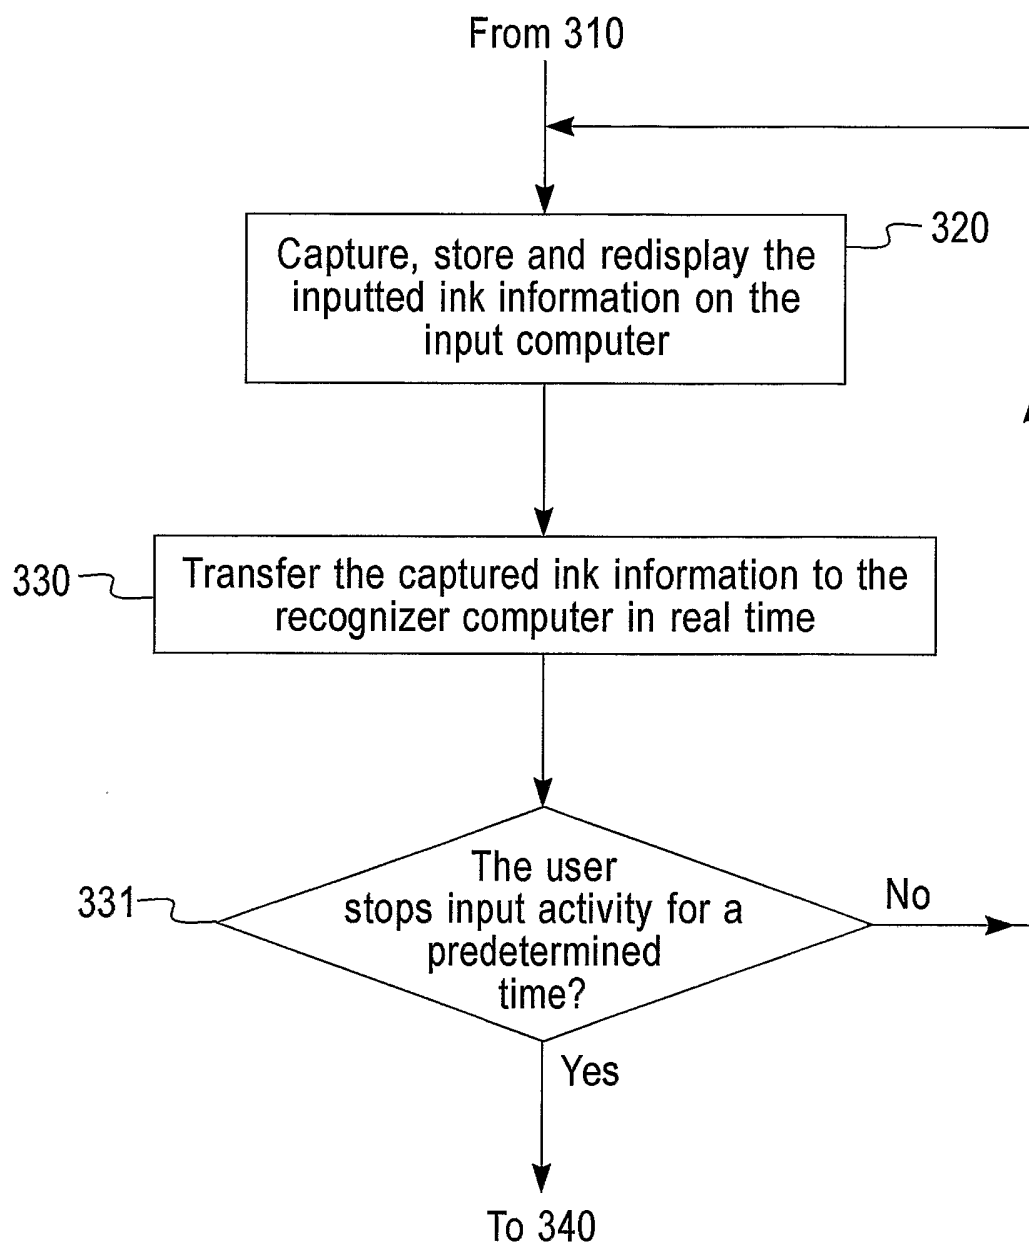 From 310
320
Capture, store and redisplay the
inputted ink information on the
input computer
330
Transfer the captured ink information to the
recognizer computer in real time
331
The user
stops input activity for a
predetermined
time?
No
Yes
To 340